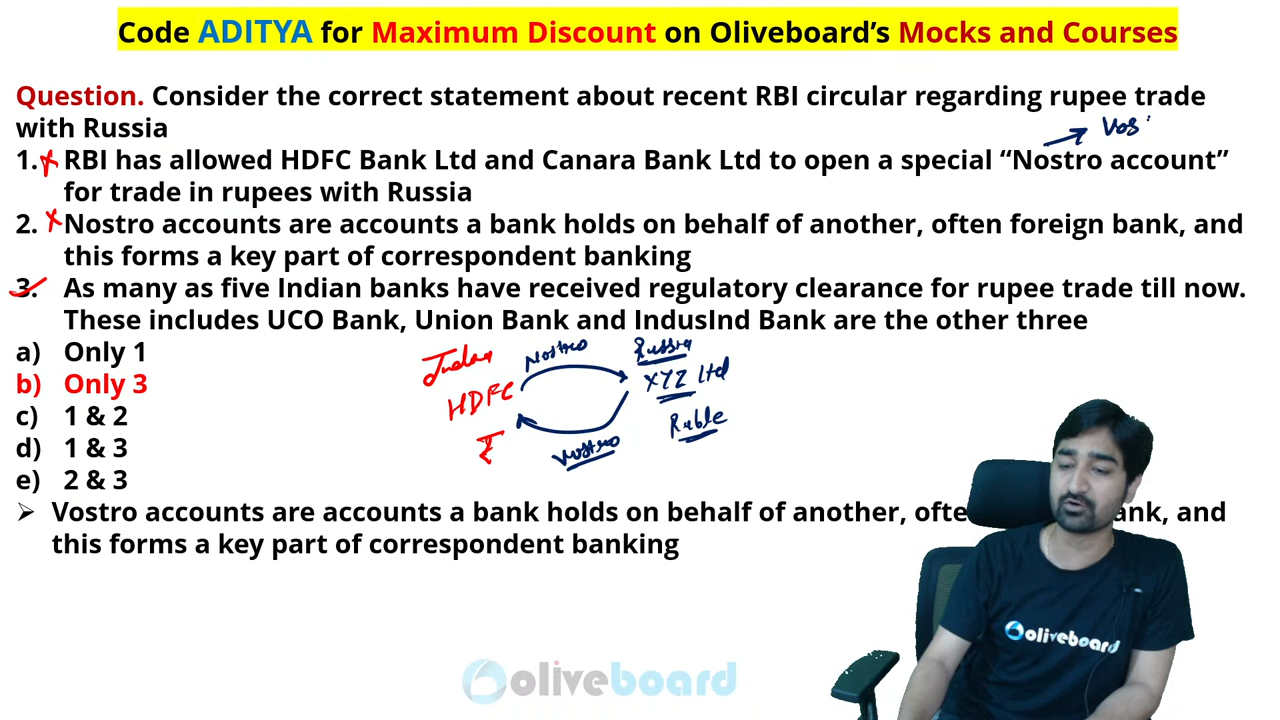 Code ADITYA for Maximum Discount on Oliveboard's Mocks and Courses
Question. Consider the correct statement about recent RBI circular regarding rupee trade
with Russia
Vos
1. RBI has allowed HDFC Bank Ltd and Canara Bank Ltd to open a special “Nostro account”
for trade in rupees with Russia
2. Nostro accounts are accounts a bank holds on behalf of another, often foreign bank, and
this forms a key part of correspondent banking
3. As many as five Indian banks have received regulatory clearance for rupee trade till now.
These includes UCO Bank, Union Bank and IndusInd Bank are the other three
a) Only 1
b) Only 3
c) 1 & 2
d) 1 & 3
e) 2 & 3
India Nostro Russia
HDFC XYZ Ltd
₹ Vostro Ruble
➢ Vostro accounts are accounts a bank holds on behalf of another, ank, and
this forms a key part of correspondent banking
oliveboard
oliveboard